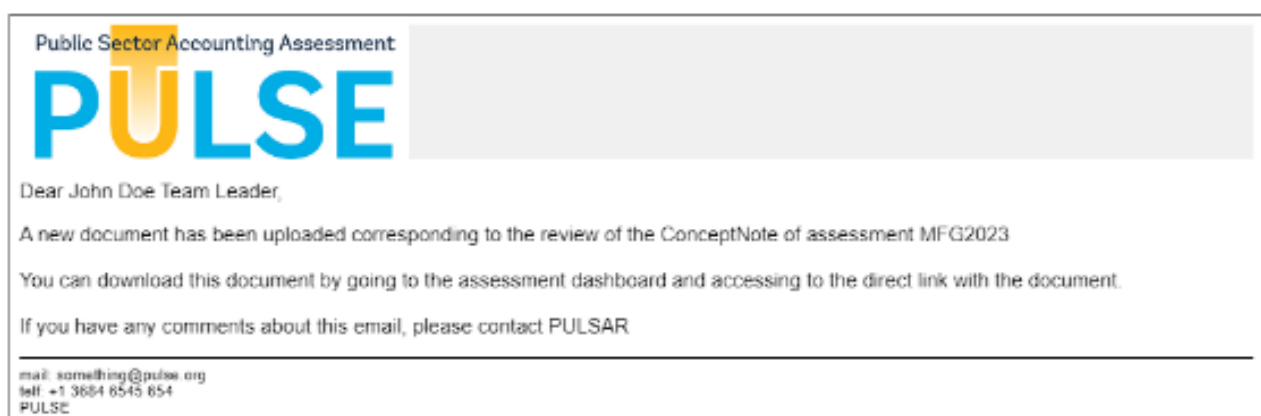 Public Sector Accounting Assessment
PULSE
Dear John Doe Team Leader,
A new document has been uploaded corresponding to the review of the ConceptNote of assessment MFG2023
You can download this document by going to the assessment dashboard and accessing to the direct link with the document.
If you have any comments about this email, please contact PULSAR
mail: something@pulse.org
telf: +1 3684 6545 654
PULSE